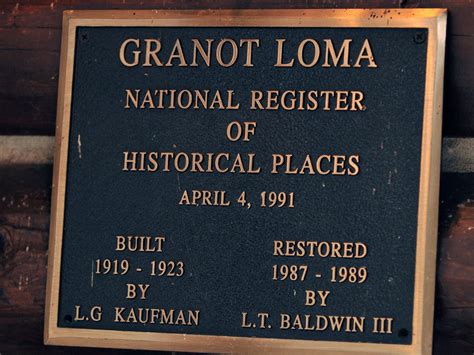 GRANOT LOMA
NATIONAL REGISTER
OF
HISTORICAL PLACES
APRIL 4, 1991
BUILT
1919 - 1923
BY
L.G KAUFMAN
RESTORED
1987 - 1989
BY
L.T. BALDWIN III